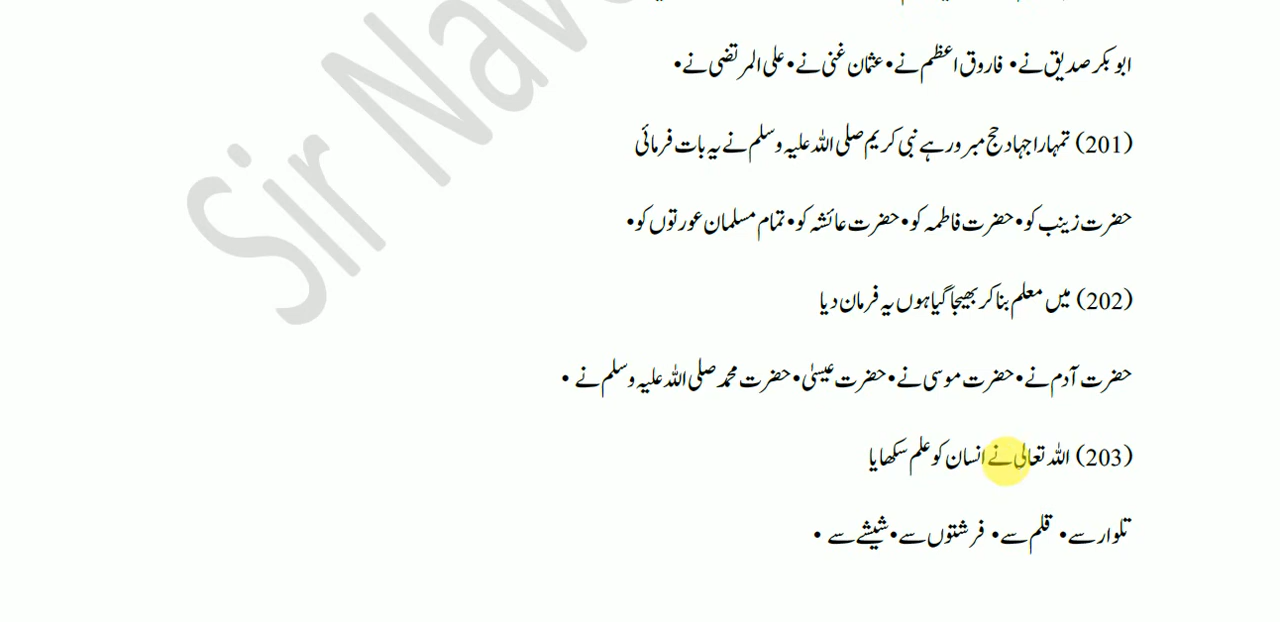 ابو بکر صدیق نے• فاروق اعظم نے•عثمان غنی نے•علی المرتضی نے•
(201) تمہارا جہاد حج مبرور ہے نبی کریم صلی اللہ علیہ وسلم نے یہ بات فرمائی
حضرت زینب کو•حضرت فاطمہ کو•حضرت عائشہ کو•تمام مسلمان عورتوں کو•
(202) میں معلم بنا کر بھیجا گیا ہوں یہ فرمان دیا
حضرت آدم نے•حضرت موسی نے•حضرت عیسیٰ•حضرت محمد صلی اللہ علیہ وسلم نے •
(203) اللہ تعالی نے انسان کو علم سکھایا
تلوار سے• قلم سے• فرشتوں سے•شیشے سے •
Sir Nav